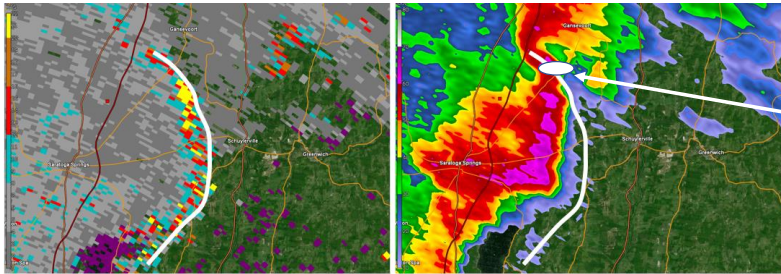 Gansevoort
Schuylerville
Saratoga Springs
Greenwich
Gansevoort
Schuylerville
Saratoga Springs
Greenwich